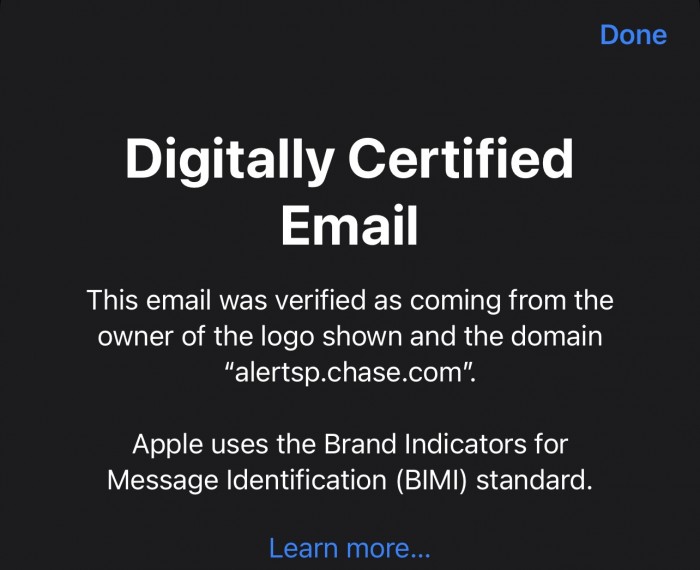 Done
Digitally Certified
Email
This email was verified as coming from the
owner of the logo shown and the domain
“alertsp.chase.com”.
Apple uses the Brand Indicators for
Message Identification (BIMI) standard.
Learn more...